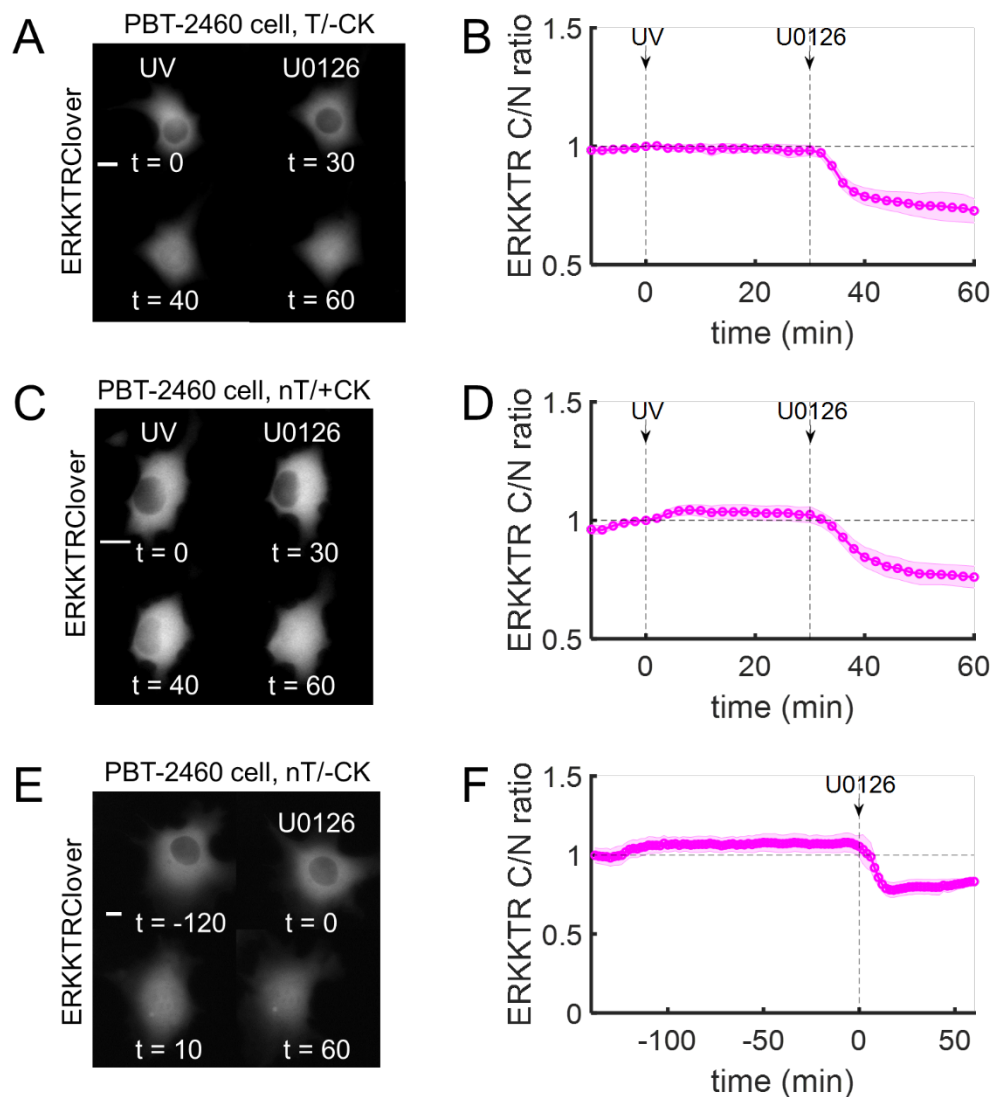 A
PBT-2460 cell, T/-CK
ERKKTRClover
UV
U0126
t = 0
t = 30
t = 40
t = 60
B
ERKKTR C/N ratio
1.5
1
0.5
UV
U0126
0
20
40
60
time (min)
C
PBT-2460 cell, nT/+CK
ERKKTRClover
UV
U0126
t = 0
t = 30
t = 40
t = 60
D
ERKKTR C/N ratio
1.5
1
0.5
UV
U0126
0
20
40
60
time (min)
E
PBT-2460 cell, nT/-CK
ERKKTRClover
U0126
t = -120
t = 0
t = 10
t = 60
F
ERKKTR C/N ratio
1.5
1
0.5
0
U0126
-100
-50
0
50
time (min)